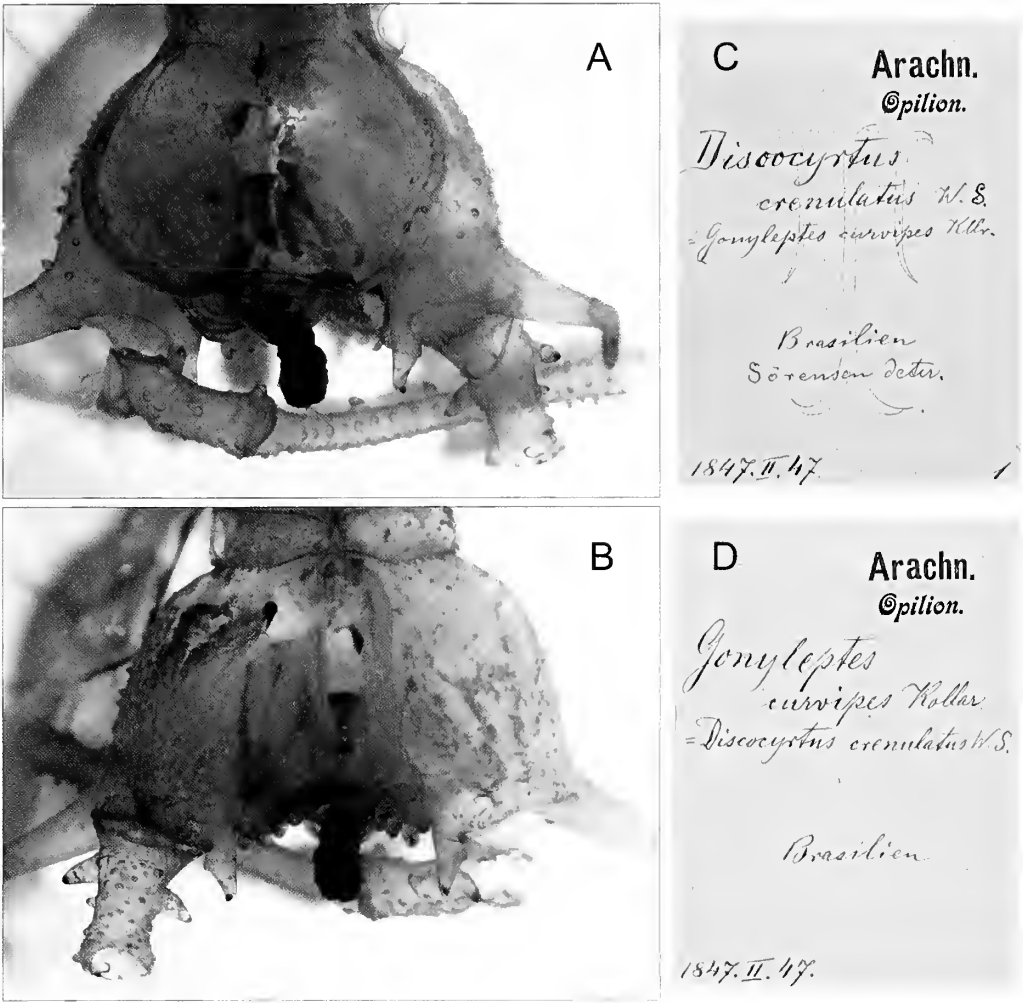 A
B
C
Arachn.
Opilion.
Discocyrtus
crenulatus W. S.
= Gonyleptes curvipes Kllr.
Brasilien
Sörensen deter.
1847.II.47.
1
D
Arachn.
Opilion.
Gonyleptes
curvipes Kollar
= Discocyrtus crenulatus W. S.
Brasilien
1847.II.47.